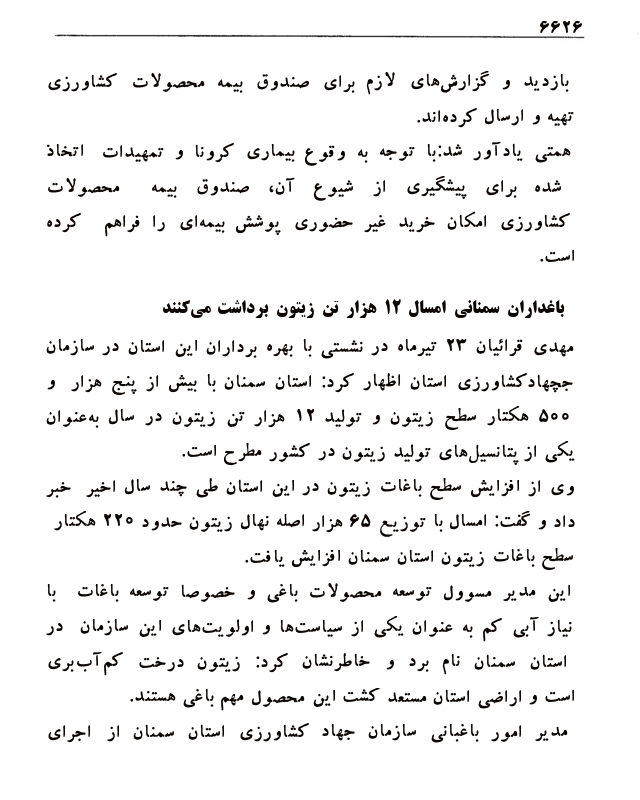 ۶۶۲۶
بازدید و گزارش‌های لازم برای صندوق بیمه محصولات کشاورزی
تهیه و ارسال کرده‌اند.
همتی یادآور شد:با توجه به وقوع بیماری کرونا و تمهیدات اتخاذ
شده برای پیشگیری از شیوع آن، صندوق بیمه محصولات
کشاورزی امکان خرید غیر حضوری پوشش بیمه‌ای را فراهم کرده
است.
باغداران سمنانی امسال ۱۲ هزار تن زیتون برداشت می‌کنند
مهدی قرائیان ۲۳ تیرماه در نشستی با بهره برداران این استان در سازمان
جچهادکشاورزی استان اظهار کرد: استان سمنان با بیش از پنج هزار و
۵۰۰ هکتار سطح زیتون و تولید ۱۲ هزار تن زیتون در سال به‌عنوان
یکی از پتانسیل‌های تولید زیتون در کشور مطرح است.
وی از افزایش سطح باغات زیتون در این استان طی چند سال اخیر خبر
داد و گفت: امسال با توزیع ۶۵ هزار اصله نهال زیتون حدود ۲۲۰ هکتار
سطح باغات زیتون استان سمنان افزایش یافت.
این مدیر مسوول توسعه محصولات باغی و خصوصا توسعه باغات با
نیاز آبی کم به عنوان یکی از سیاست‌ها و اولویت‌های این سازمان در
استان سمنان نام برد و خاطرنشان کرد: زیتون درخت کم‌آب‌بری
است و اراضی استان مستعد کشت این محصول مهم باغی هستند.
مدیر امور باغبانی سازمان جهاد کشاورزی استان سمنان از اجرای